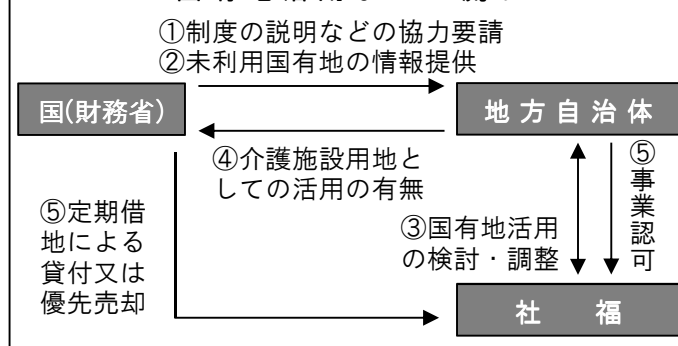 ①制度の説明などの協力要請
②未利用国有地の情報提供
国(財務省)
地方自治体
④介護施設用地と
しての活用の有無
⑤定期借
地による
貸付又は
優先売却
③国有地活用
の検討・調整
⑤事業認可
社　福